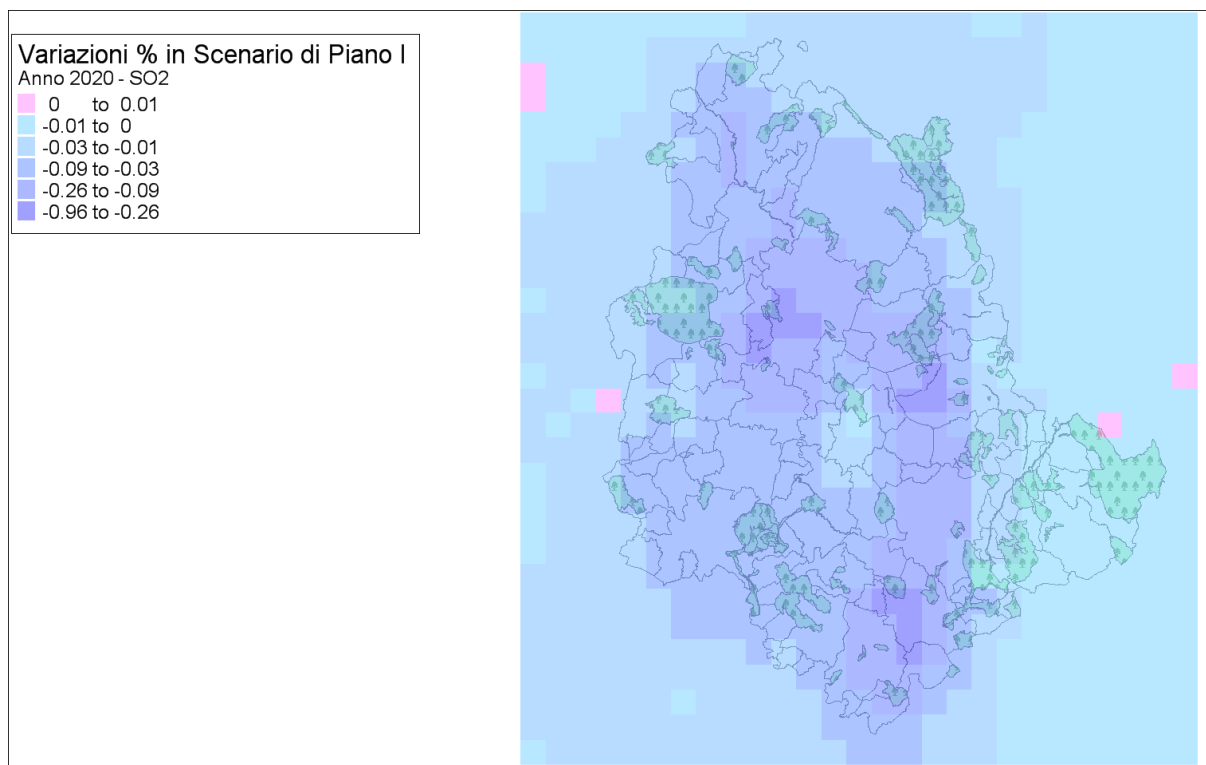 Variazioni % in Scenario di Piano I
Anno 2020 - SO2
0 to 0.01
-0.01 to 0
-0.03 to -0.01
-0.09 to -0.03
-0.26 to -0.09
-0.96 to -0.26